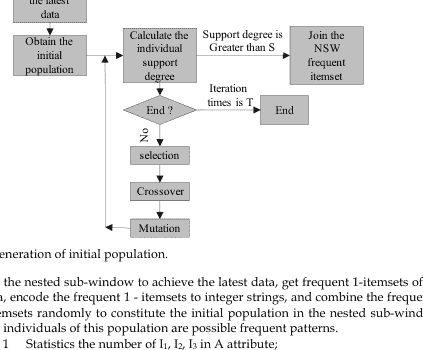 the latest
data
Obtain the
initial
population
Calculate the
individual
support
degree
Support degree is
Greater than S
Join the
NSW
frequent
itemset
Iteration
times is T
End ?
End
No
selection
Crossover
Mutation
eneration of initial population.
the nested sub-window to achieve the latest data, get frequent 1-itemsets of
a, encode the frequent 1 - itemsets to integer strings, and combine the freque
emsets randomly to constitute the initial population in the nested sub-wind
individuals of this population are possible frequent patterns.
1 Statistics the number of I₁, I₂, I₃ in A attribute;